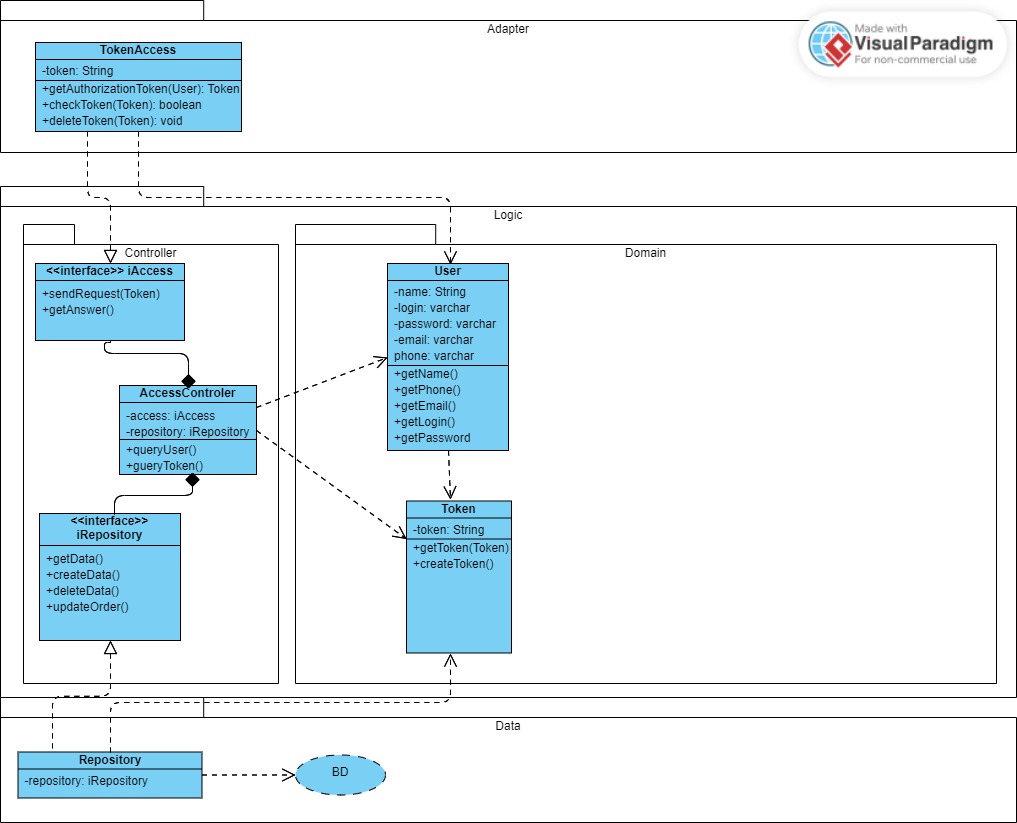 Adapter
Made with
VisualParadigm
For non-commercial use
TokenAccess
-token: String
+getAuthorizationToken(User): Token
+checkToken(Token): boolean
+deleteToken(Token): void
Logic
Controller
<<interface>> iAccess
+sendRequest(Token)
+getAnswer()
AccessControler
-access: iAccess
-repository: iRepository
+queryUser()
+gueryToken()
<<interface>>
iRepository
+getData()
+createData()
+deleteData()
+updateOrder()
Domain
User
-name: String
-login: varchar
-password: varchar
-email: varchar
phone: varchar
+getName()
+getPhone()
+getEmail()
+getLogin()
+getPassword
Token
-token: String
+getToken(Token)
+createToken()
Data
Repository
-repository: iRepository
BD